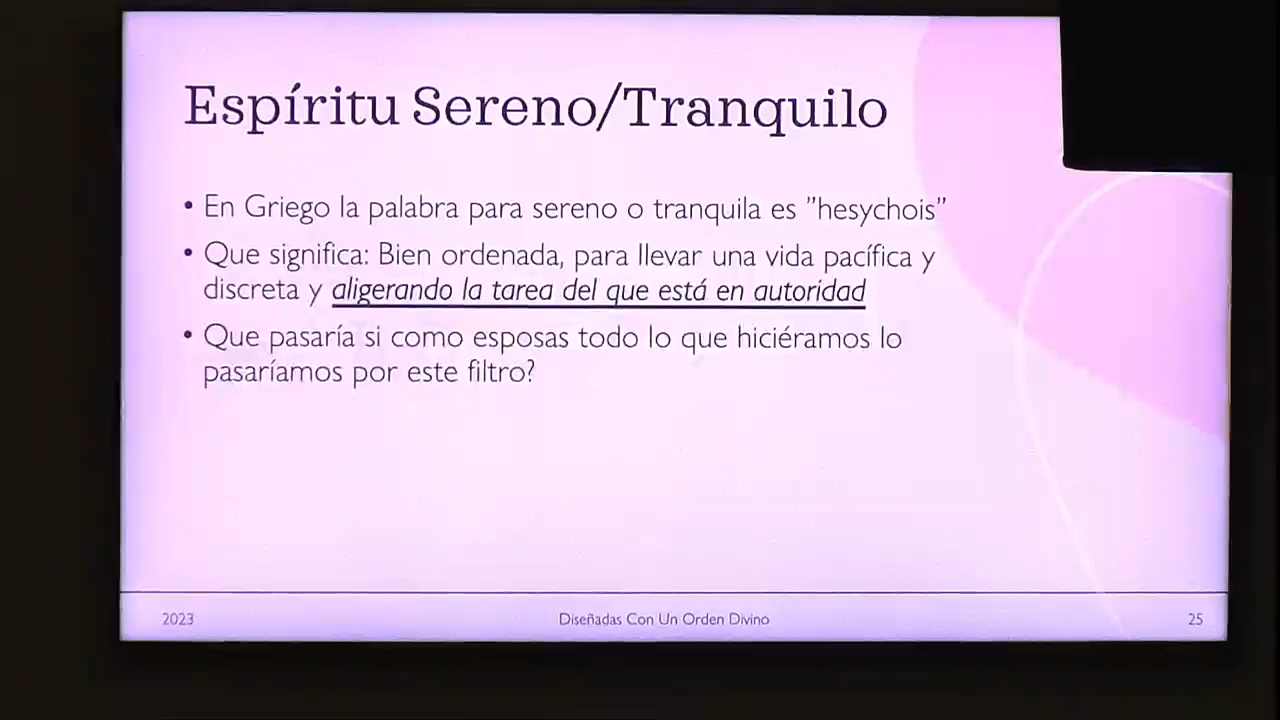 Espíritu Sereno/Tranquilo
• En Griego la palabra para sereno o tranquila es ”hesychois”
• Que significa: Bien ordenada, para llevar una vida pacífica y
discreta y aligerando la tarea del que está en autoridad
• Que pasaría si como esposas todo lo que hiciéramos lo
pasaríamos por este filtro?
2023
Diseñadas Con Un Orden Divino
25